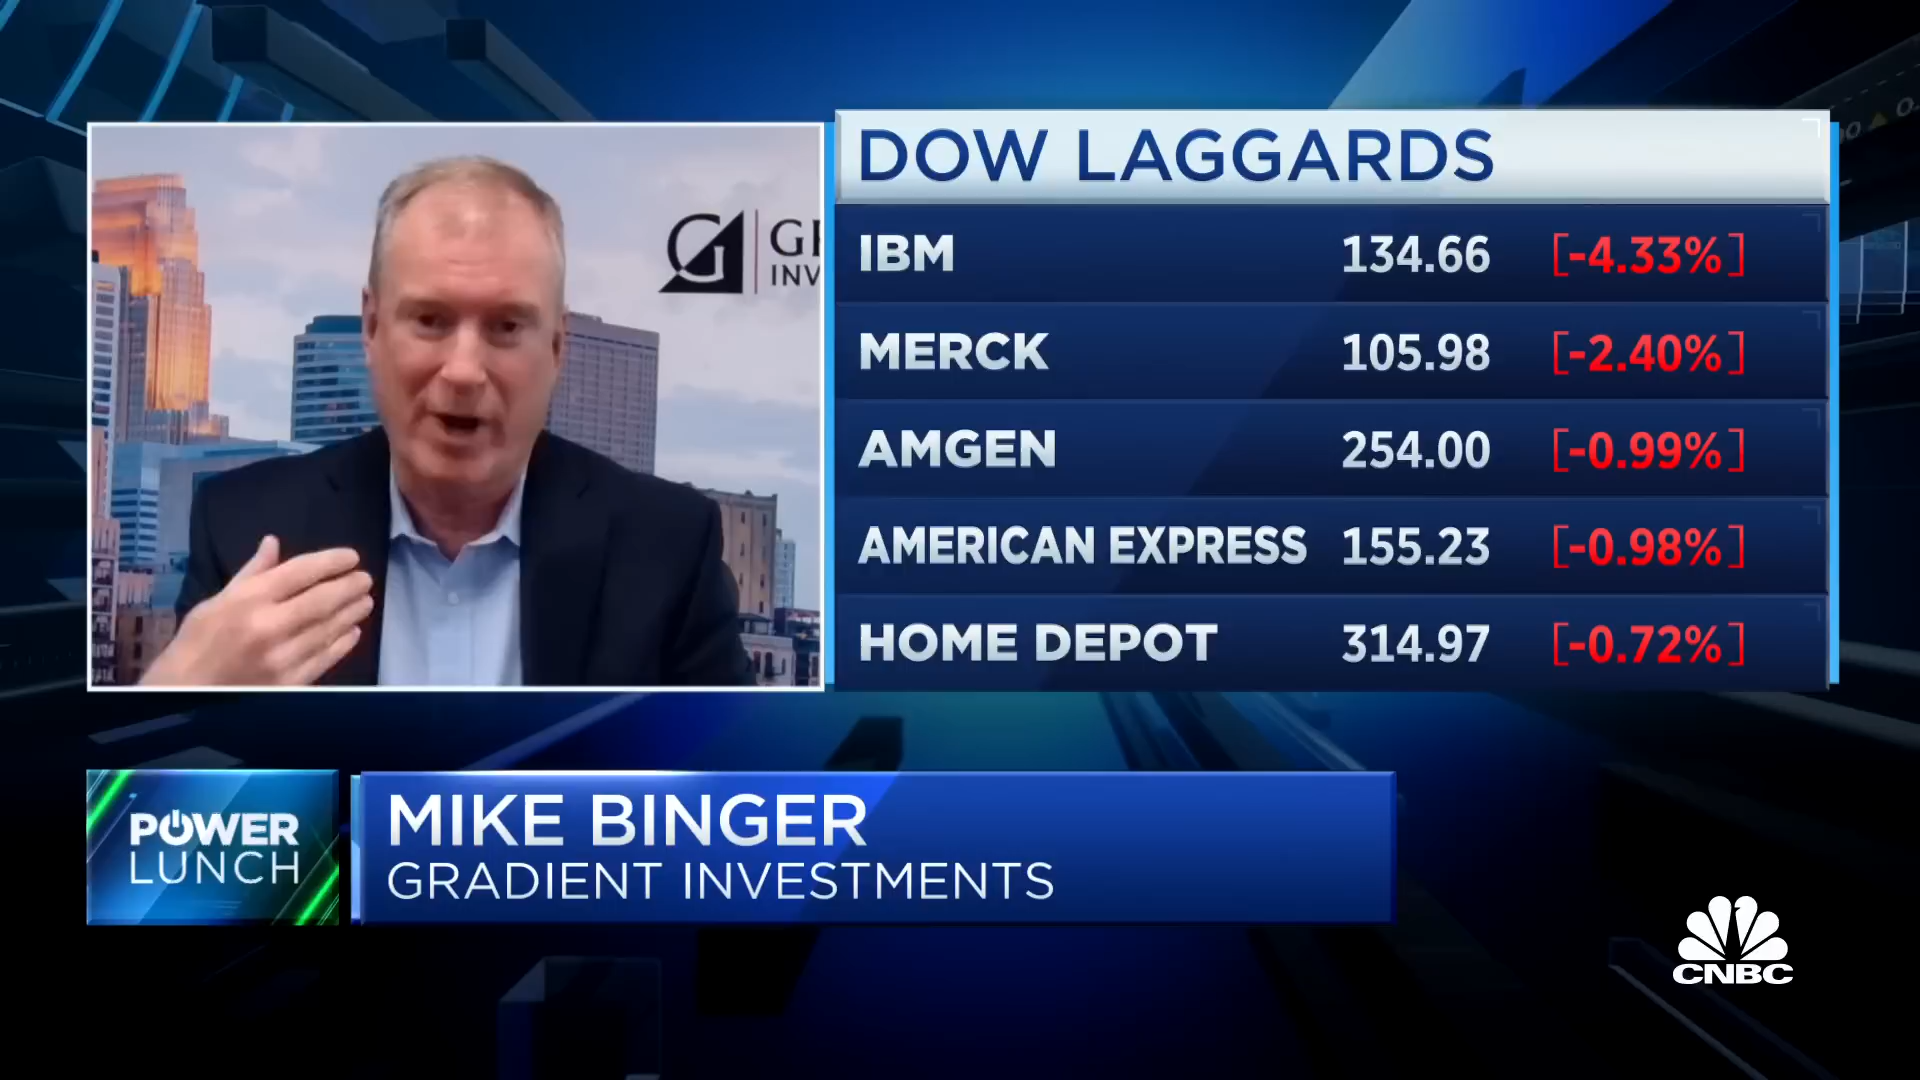 DOW LAGGARDS
IBM 134.66 [-4.33%]
MERCK 105.98 [-2.40%]
AMGEN 254.00 [-0.99%]
AMERICAN EXPRESS 155.23 [-0.98%]
HOME DEPOT 314.97 [-0.72%]
POWER
LUNCH
MIKE BINGER
GRADIENT INVESTMENTS
CNBC